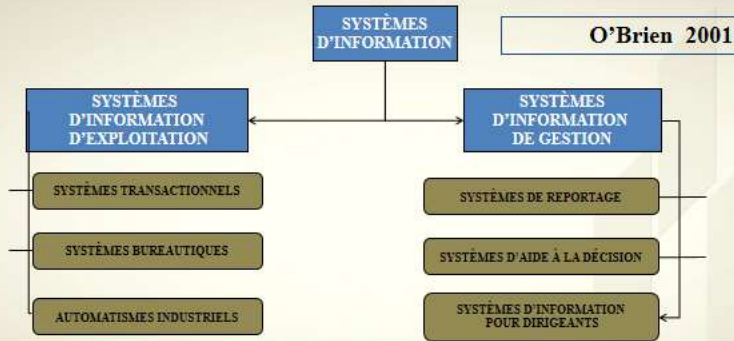 SYSTÈMES
D'INFORMATION
O'Brien 2001
SYSTÈMES
D'INFORMATION
D'EXPLOITATION
SYSTÈMES
D'INFORMATION
DE GESTION
SYSTÈMES TRANSACTIONNELS
SYSTÈMES BUREAUTIQUES
AUTOMATISMES INDUSTRIELS
SYSTÈMES DE REPORTAGE
SYSTÈMES D'AIDE À LA DÉCISION
SYSTÈMES D'INFORMATION
POUR DIRIGEANTS